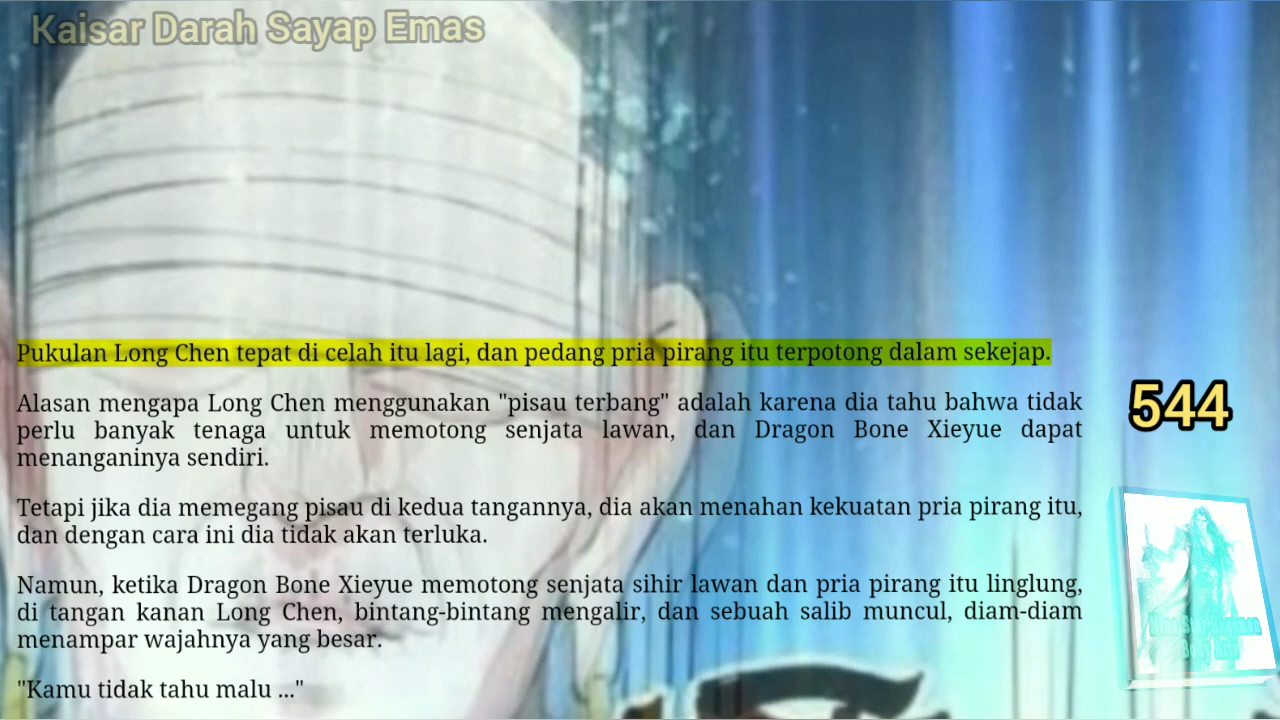 Kaisar Darah Sayap Emas
Pukulan Long Chen tepat di celah itu lagi, dan pedang pria pirang itu terpotong dalam sekejap.
Alasan mengapa Long Chen menggunakan "pisau terbang" adalah karena dia tahu bahwa tidak
perlu banyak tenaga untuk memotong senjata lawan, dan Dragon Bone Xieyue dapat
menanganinya sendiri.
Tetapi jika dia memegang pisau di kedua tangannya, dia akan menahan kekuatan pria pirang itu,
dan dengan cara ini dia tidak akan terluka.
Namun, ketika Dragon Bone Xieyue memotong senjata sihir lawan dan pria pirang itu linglung,
di tangan kanan Long Chen, bintang-bintang mengalir, dan sebuah salib muncul, diam-diam
menampar wajahnya yang besar.
"Kamu tidak tahu malu ..."
544